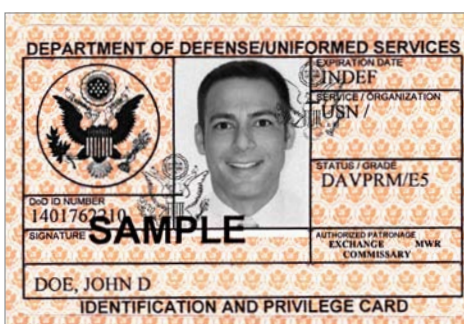 DEPARTMENT OF DEFENSE/UNIFORMED SERVICES
EXPIRATION DATE
INDEF
SERVICE / ORGANIZATION
USN /
STATUS / GRADE
DAVPRM/E5
DoD ID NUMBER
1401762210
SIGNATURE
SAMPLE
AUTHORIZED PATRONAGE
EXCHANGE MWR
COMMISSARY
DOE, JOHN D
IDENTIFICATION AND PRIVILEGE CARD